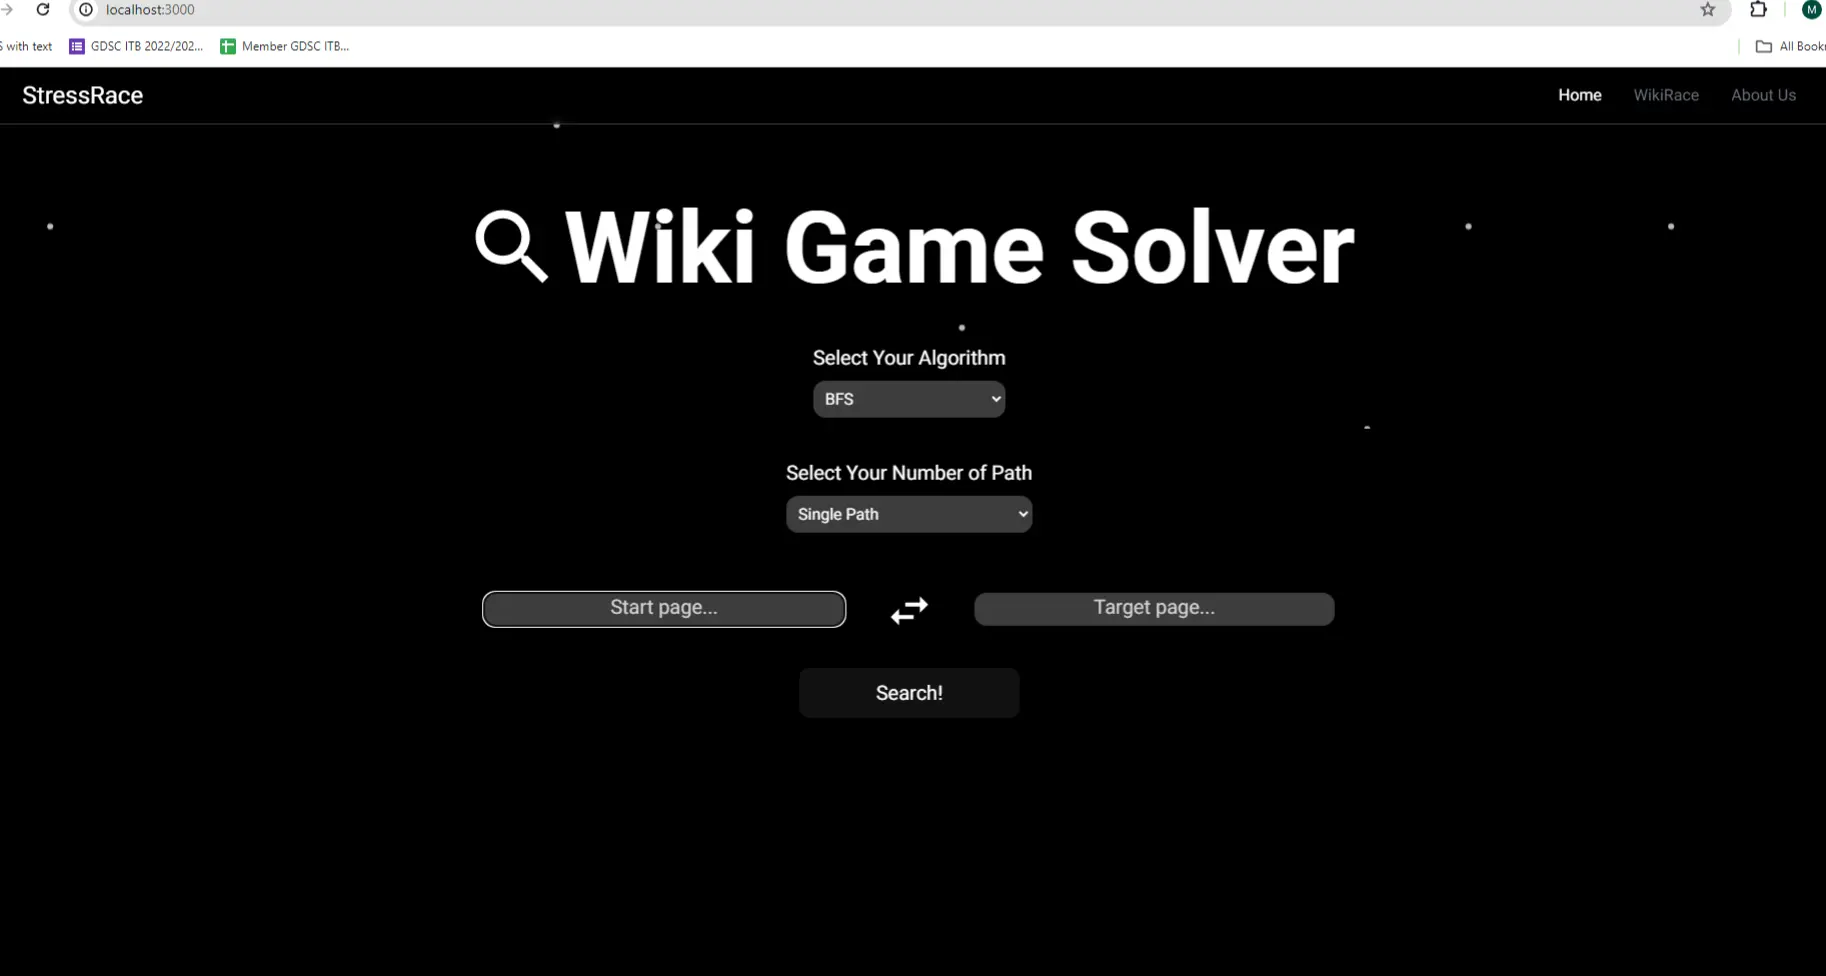 localhost:3000
M
S with text GDSC ITB 2022/202... Member GDSC ITB... All Book
StressRace Home WikiRace About Us
Wiki Game Solver
Select Your Algorithm
BFS
Select Your Number of Path
Single Path
Start page... Target page...
Search!